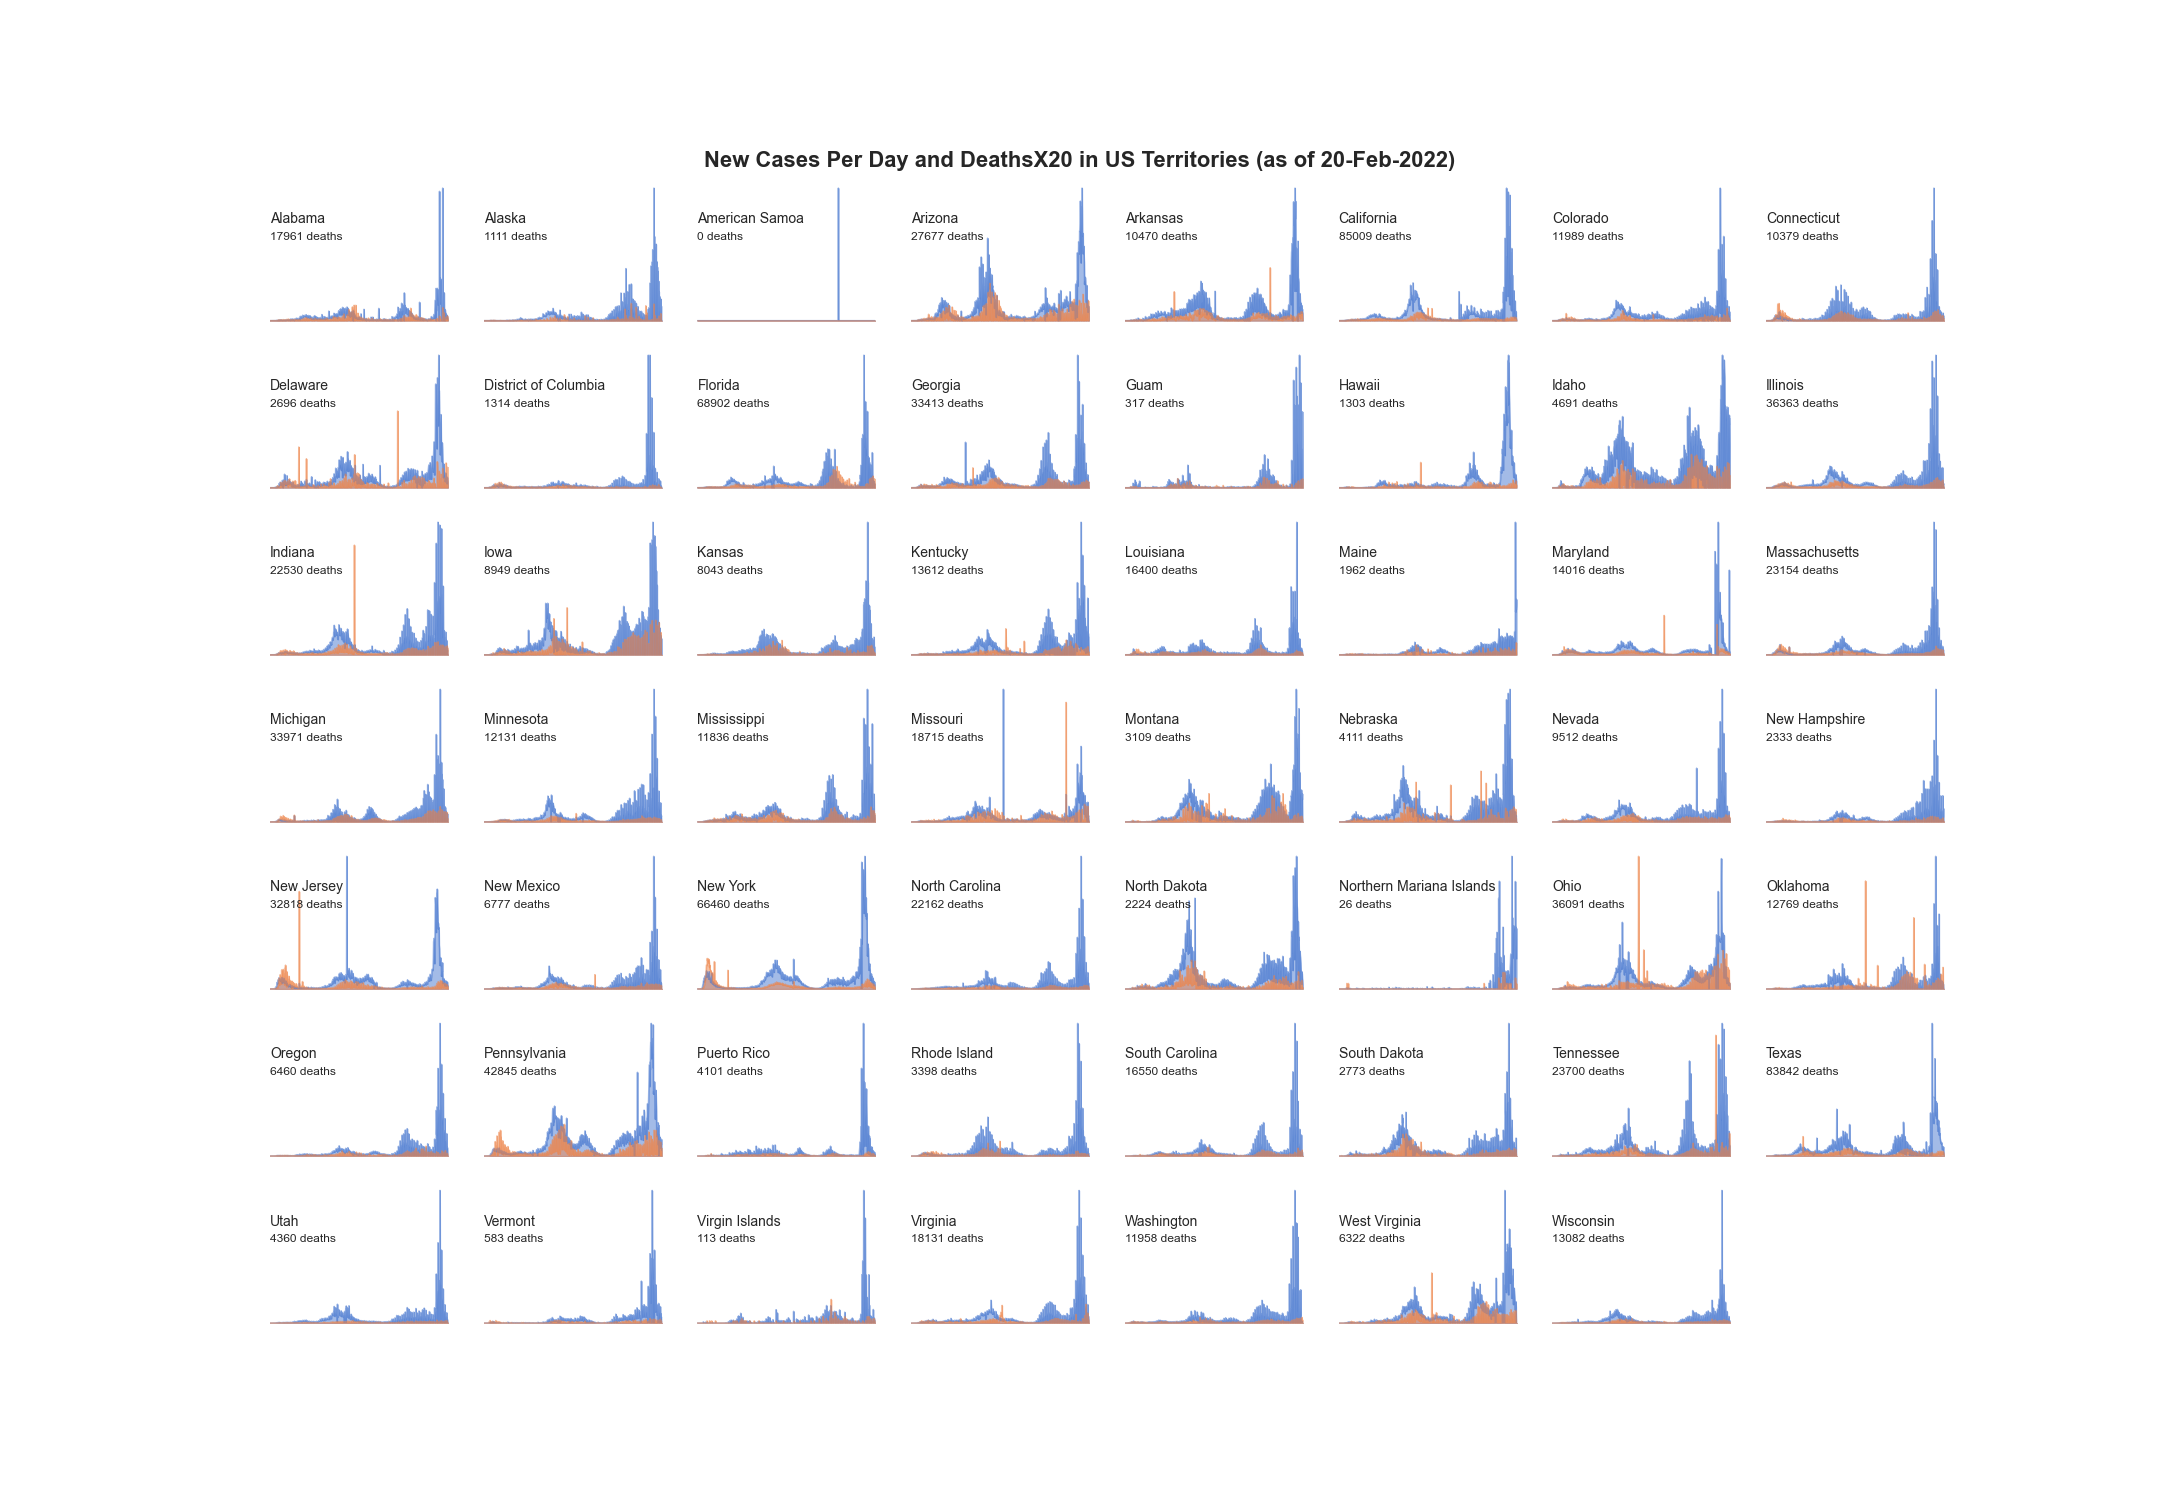 New Cases Per Day and DeathsX20 in US Territories (as of 20-Feb-2022)
Alabama
17961 deaths
Alaska
1111 deaths
American Samoa
0 deaths
Arizona
27677 deaths
Arkansas
10470 deaths
California
85009 deaths
Colorado
11989 deaths
Connecticut
10379 deaths
Delaware
2696 deaths
District of Columbia
1314 deaths
Florida
68902 deaths
Georgia
33413 deaths
Guam
317 deaths
Hawaii
1303 deaths
Idaho
4691 deaths
Illinois
36363 deaths
Indiana
22530 deaths
Iowa
8949 deaths
Kansas
8043 deaths
Kentucky
13612 deaths
Louisiana
16400 deaths
Maine
1962 deaths
Maryland
14016 deaths
Massachusetts
23154 deaths
Michigan
33971 deaths
Minnesota
12131 deaths
Mississippi
11836 deaths
Missouri
18715 deaths
Montana
3109 deaths
Nebraska
4111 deaths
Nevada
9512 deaths
New Hampshire
2333 deaths
New Jersey
32818 deaths
New Mexico
6777 deaths
New York
66460 deaths
North Carolina
22162 deaths
North Dakota
2224 deaths
Northern Mariana Islands
26 deaths
Ohio
36091 deaths
Oklahoma
12769 deaths
Oregon
6460 deaths
Pennsylvania
42845 deaths
Puerto Rico
4101 deaths
Rhode Island
3398 deaths
South Carolina
16550 deaths
South Dakota
2773 deaths
Tennessee
23700 deaths
Texas
83842 deaths
Utah
4360 deaths
Vermont
583 deaths
Virgin Islands
113 deaths
Virginia
18131 deaths
Washington
11958 deaths
West Virginia
6322 deaths
Wisconsin
13082 deaths